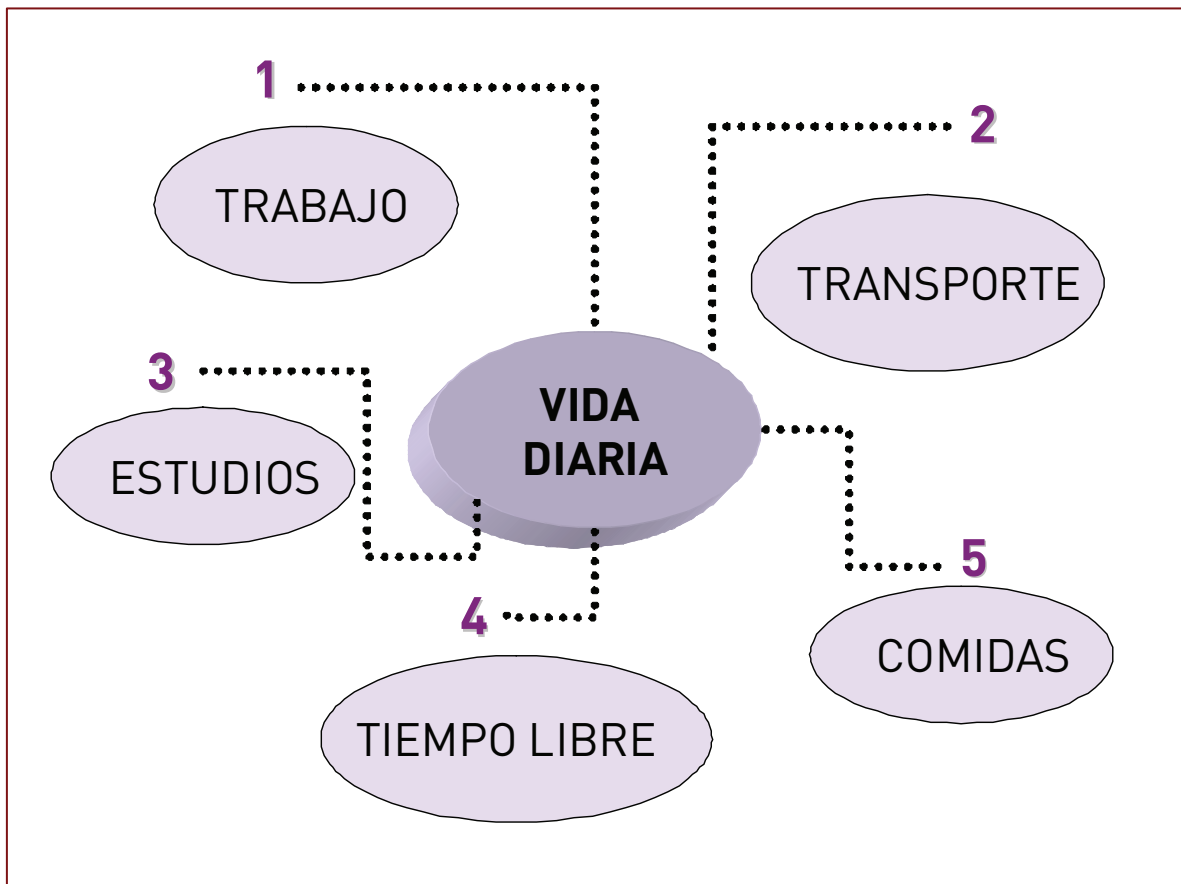 1
TRABAJO
2
TRANSPORTE
3
ESTUDIOS
VIDA
DIARIA
4
TIEMPO LIBRE
5
COMIDAS